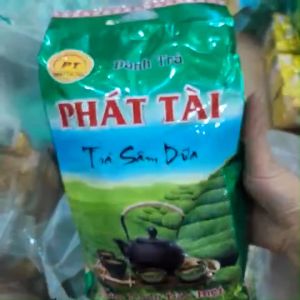 PT
Danh Trà
PHÁT TÀI
Trà Sâm Dứa